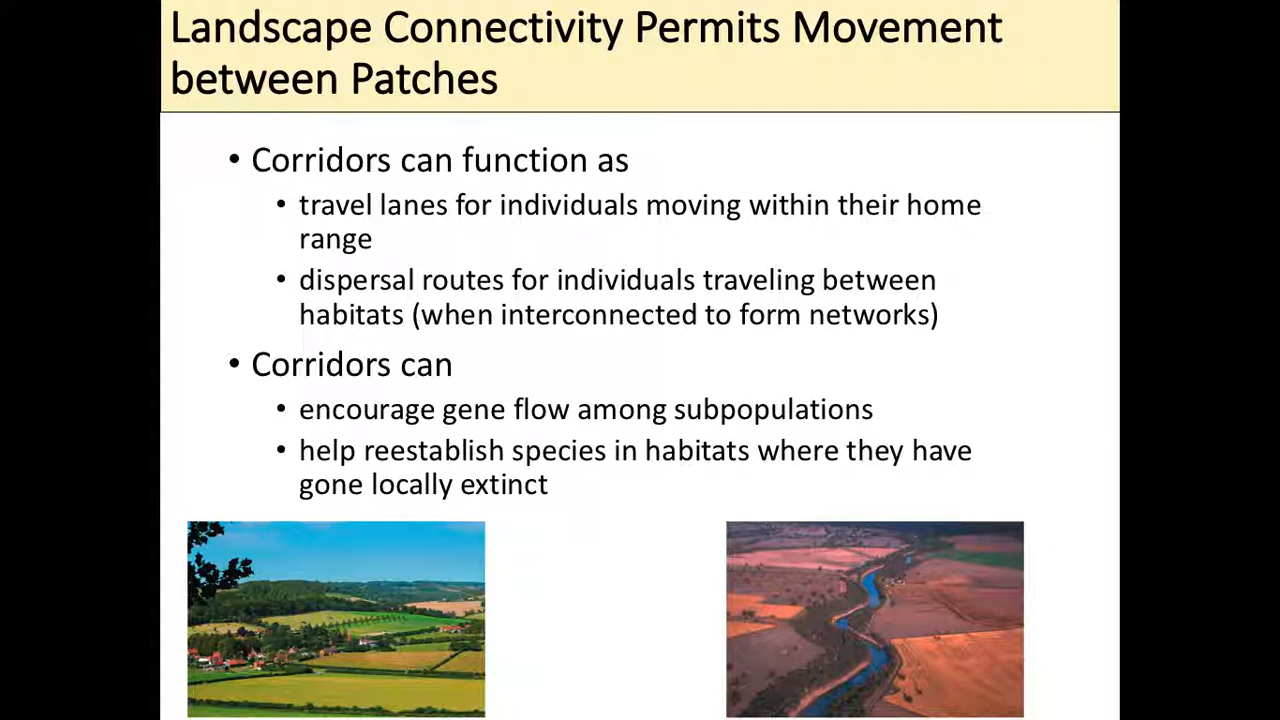 Landscape Connectivity Permits Movement
between Patches
• Corridors can function as
• travel lanes for individuals moving within their home
range
• dispersal routes for individuals traveling between
habitats (when interconnected to form networks)
• Corridors can
• encourage gene flow among subpopulations
• help reestablish species in habitats where they have
gone locally extinct